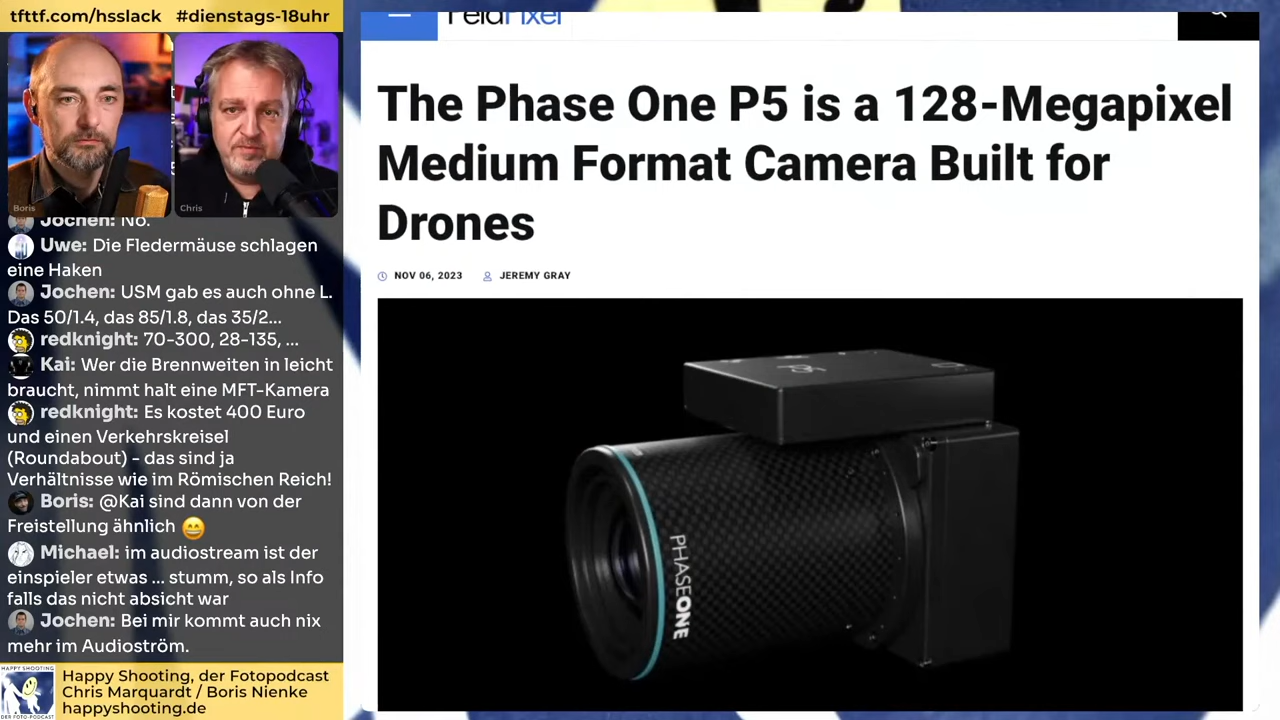 tfttf.com/hsslack #dienstags-18uhr
Boris
Chris
Jochen: No.
Uwe: Die Fledermäuse schlagen
eine Haken
Jochen: USM gab es auch ohne L.
Das 50/1.4, das 85/1.8, das 35/2...
redknight: 70-300, 28-135, ...
Kai: Wer die Brennweiten in leicht
braucht, nimmt halt eine MFT-Kamera
redknight: Es kostet 400 Euro
und einen Verkehrskreisel
(Roundabout) - das sind ja
Verhältnisse wie im Römischen Reich!
Boris: @Kai sind dann von der
Freistellung ähnlich 😄
Michael: im audiostream ist der
einspieler etwas ... stumm, so als Info
falls das nicht absicht war
Jochen: Bei mir kommt auch nix
mehr im Audioström.
HAPPY SHOOTING
DER FOTO-PODCAST
Happy Shooting, der Fotopodcast
Chris Marquardt / Boris Nienke
happyshooting.de
The Phase One P5 is a 128-Megapixel
Medium Format Camera Built for
Drones
NOV 06, 2023 JEREMY GRAY
PHASEONE